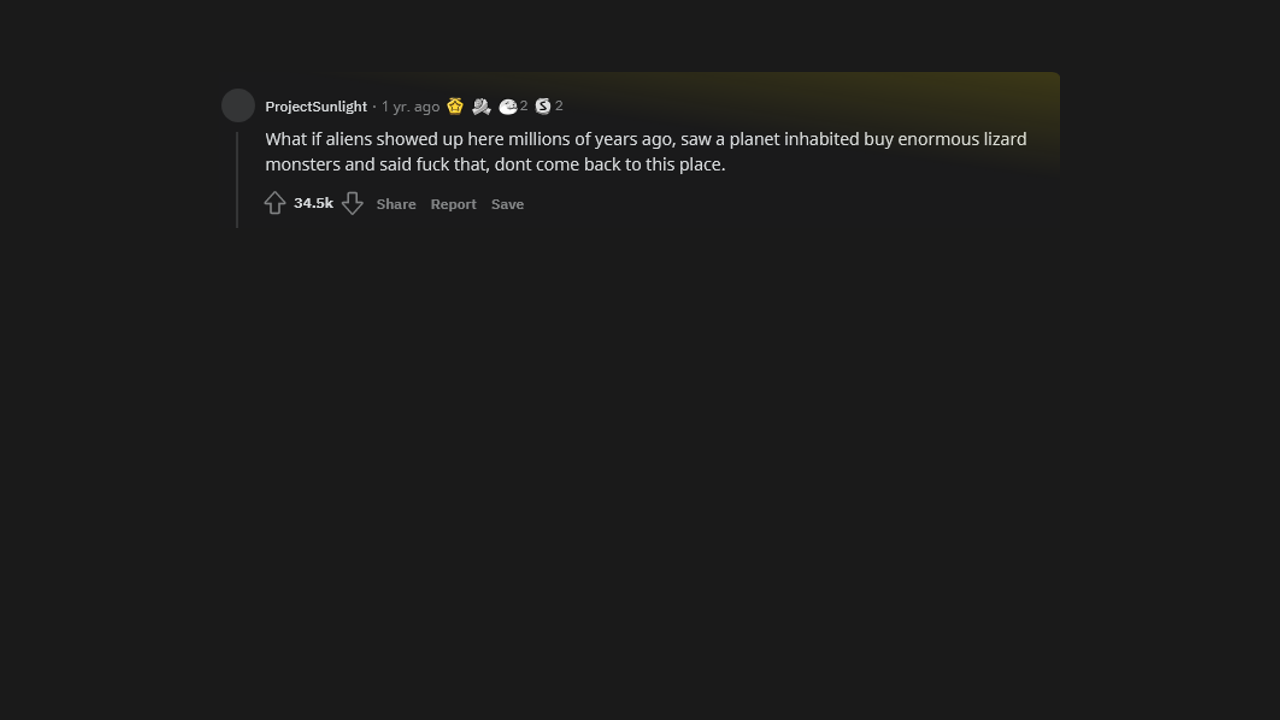 ProjectSunlight · 1 yr. ago 2 2
What if aliens showed up here millions of years ago, saw a planet inhabited buy enormous lizard
monsters and said fuck that, dont come back to this place.
34.5k Share Report Save